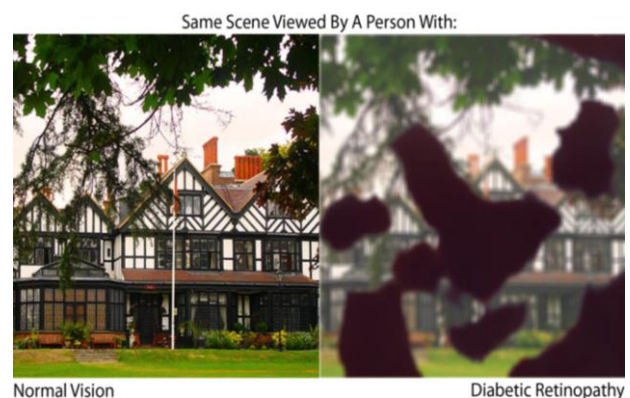 Same Scene Viewed By A Person With:
Normal Vision
Diabetic Retinopathy